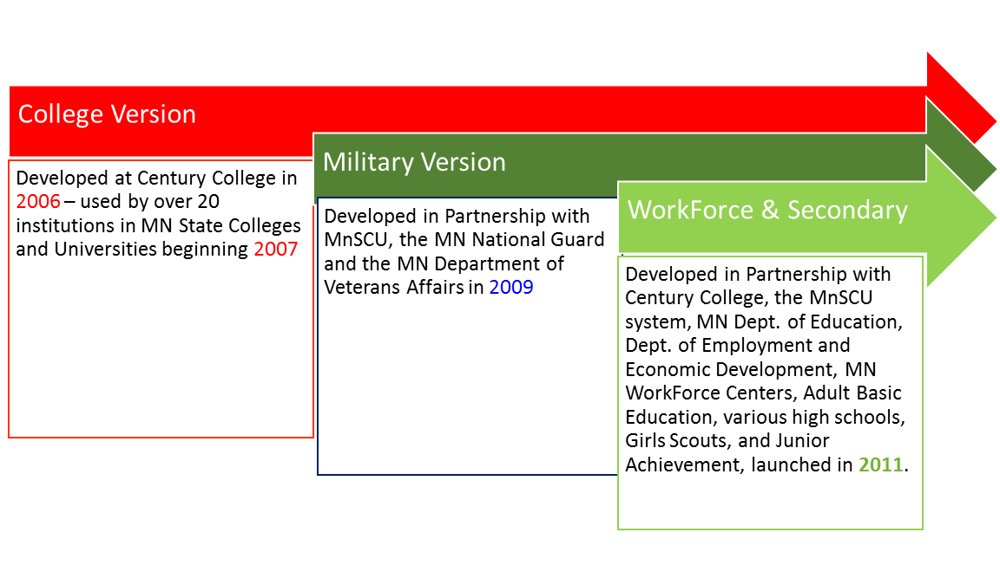 College Version
Developed at Century College in
2006 – used by over 20
institutions in MN State Colleges
and Universities beginning 2007
Military Version
Developed in Partnership with
MnSCU, the MN National Guard
and the MN Department of
Veterans Affairs in 2009
WorkForce & Secondary
Developed in Partnership with
Century College, the MnSCU
system, MN Dept. of Education,
Dept. of Employment and
Economic Development, MN
WorkForce Centers, Adult Basic
Education, various high schools,
Girls Scouts, and Junior
Achievement, launched in 2011.